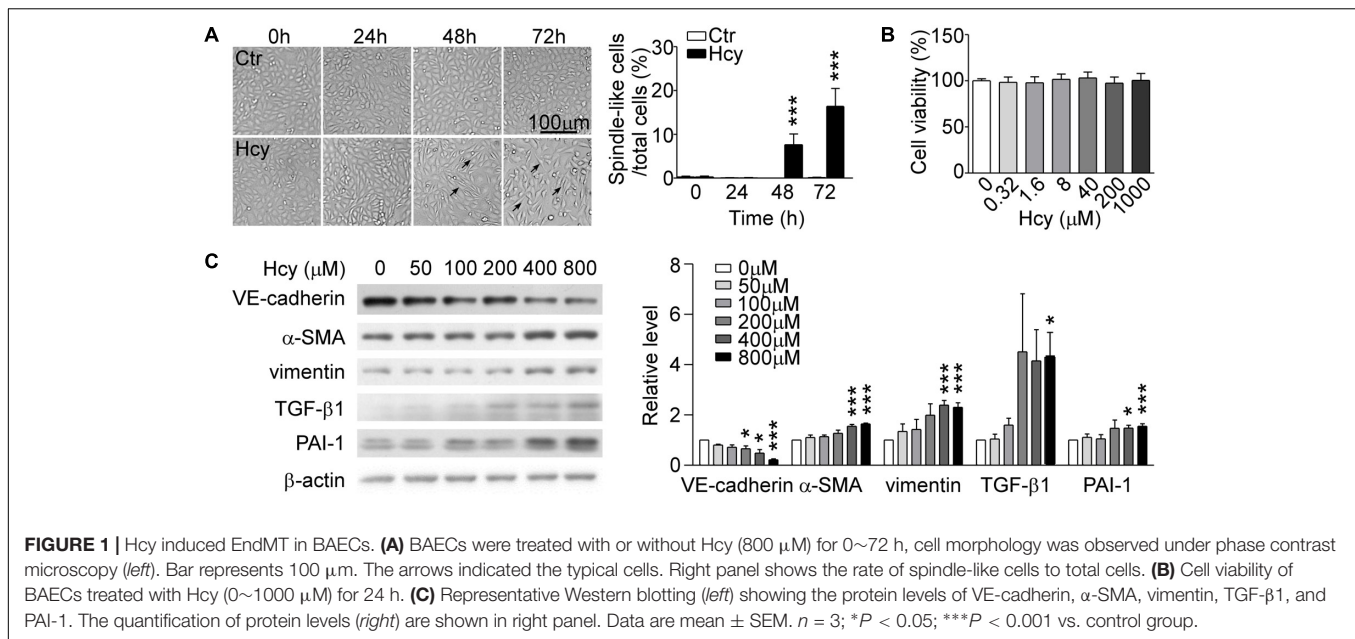 A
0h 24h 48h 72h
Ctr
100μm
Hcy
Spindle-like cells
/total cells (%)
30
20
10
0
Ctr
Hcy
***
***
0 24 48 72
Time (h)
B
Cell viability (%)
150
100
50
0
0 0.32 1.6 8 40 200 1000
Hcy (μM)
C
Hcy (μM) 0 50 100 200 400 800
VE-cadherin
α-SMA
vimentin
TGF-β1
PAI-1
β-actin
Relative level
8
6
4
2
0
0μM
50μM
100μM
200μM
400μM
800μM
* * *** *** *** *** *** * * ***
VE-cadherin α-SMA vimentin TGF-β1 PAI-1
FIGURE 1 | Hcy induced EndMT in BAECs. (A) BAECs were treated with or without Hcy (800 μM) for 0~72 h, cell morphology was observed under phase contrast
microscopy (left). Bar represents 100 μm. The arrows indicated the typical cells. Right panel shows the rate of spindle-like cells to total cells. (B) Cell viability of
BAECs treated with Hcy (0~1000 μM) for 24 h. (C) Representative Western blotting (left) showing the protein levels of VE-cadherin, α-SMA, vimentin, TGF-β1, and
PAI-1. The quantification of protein levels (right) are shown in right panel. Data are mean ± SEM. n = 3; *P < 0.05; ***P < 0.001 vs. control group.